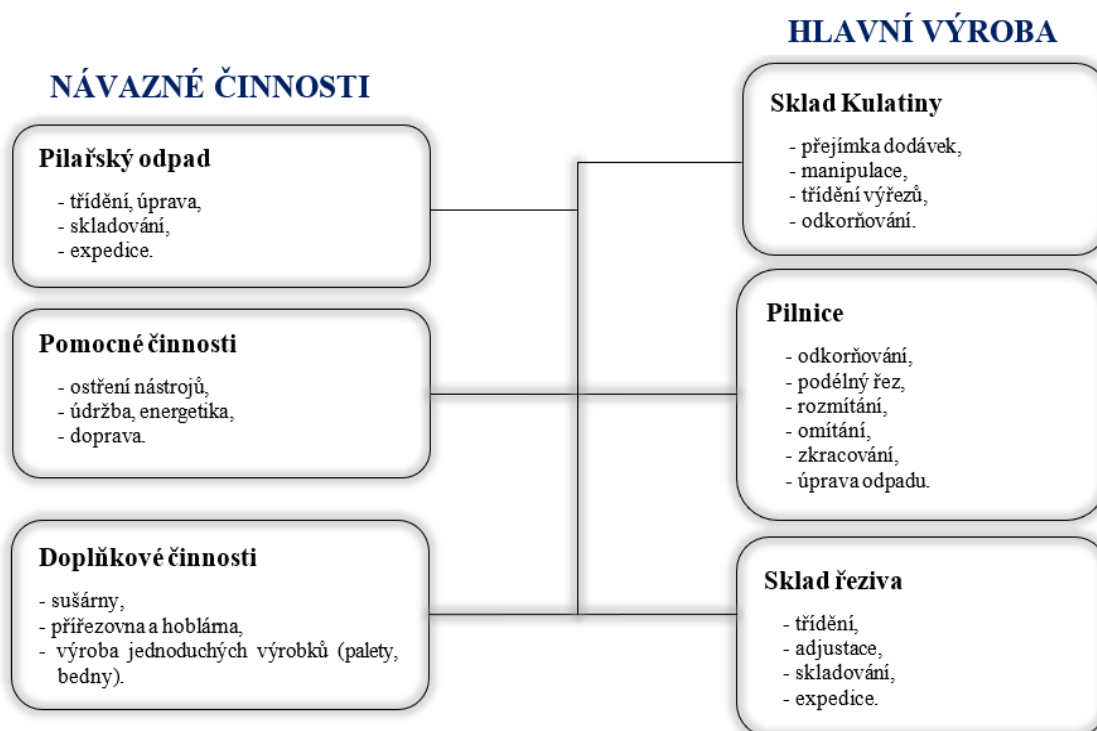 NÁVAZNÉ ČINNOSTI
Pilařský odpad
- třídění, úprava,
- skladování,
- expedice.
Pomocné činnosti
- ostření nástrojů,
- údržba, energetika,
- doprava.
Doplňkové činnosti
- sušárny,
- přířezovna a hoblárna,
- výroba jednoduchých výrobků (palety,
bedny).
HLAVNÍ VÝROBA
Sklad Kulatiny
- přejímka dodávek,
- manipulace,
- třídění výřezů,
- odkorňování.
Pilnice
- odkorňování,
- podélný řez,
- rozmítání,
- omítání,
- zkracování,
- úprava odpadu.
Sklad řeziva
- třídění,
- adjustace,
- skladování,
- expedice.